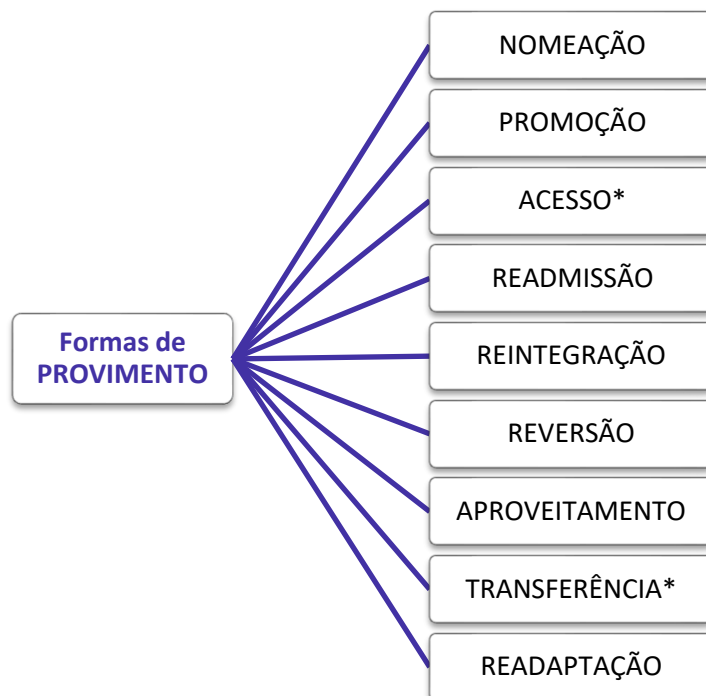 NOMEAÇÃO
PROMOÇÃO
ACESSO*
READMISSÃO
Formas de
PROVIMENTO
REINTEGRAÇÃO
REVERSÃO
APROVEITAMENTO
TRANSFERÊNCIA*
READAPTAÇÃO